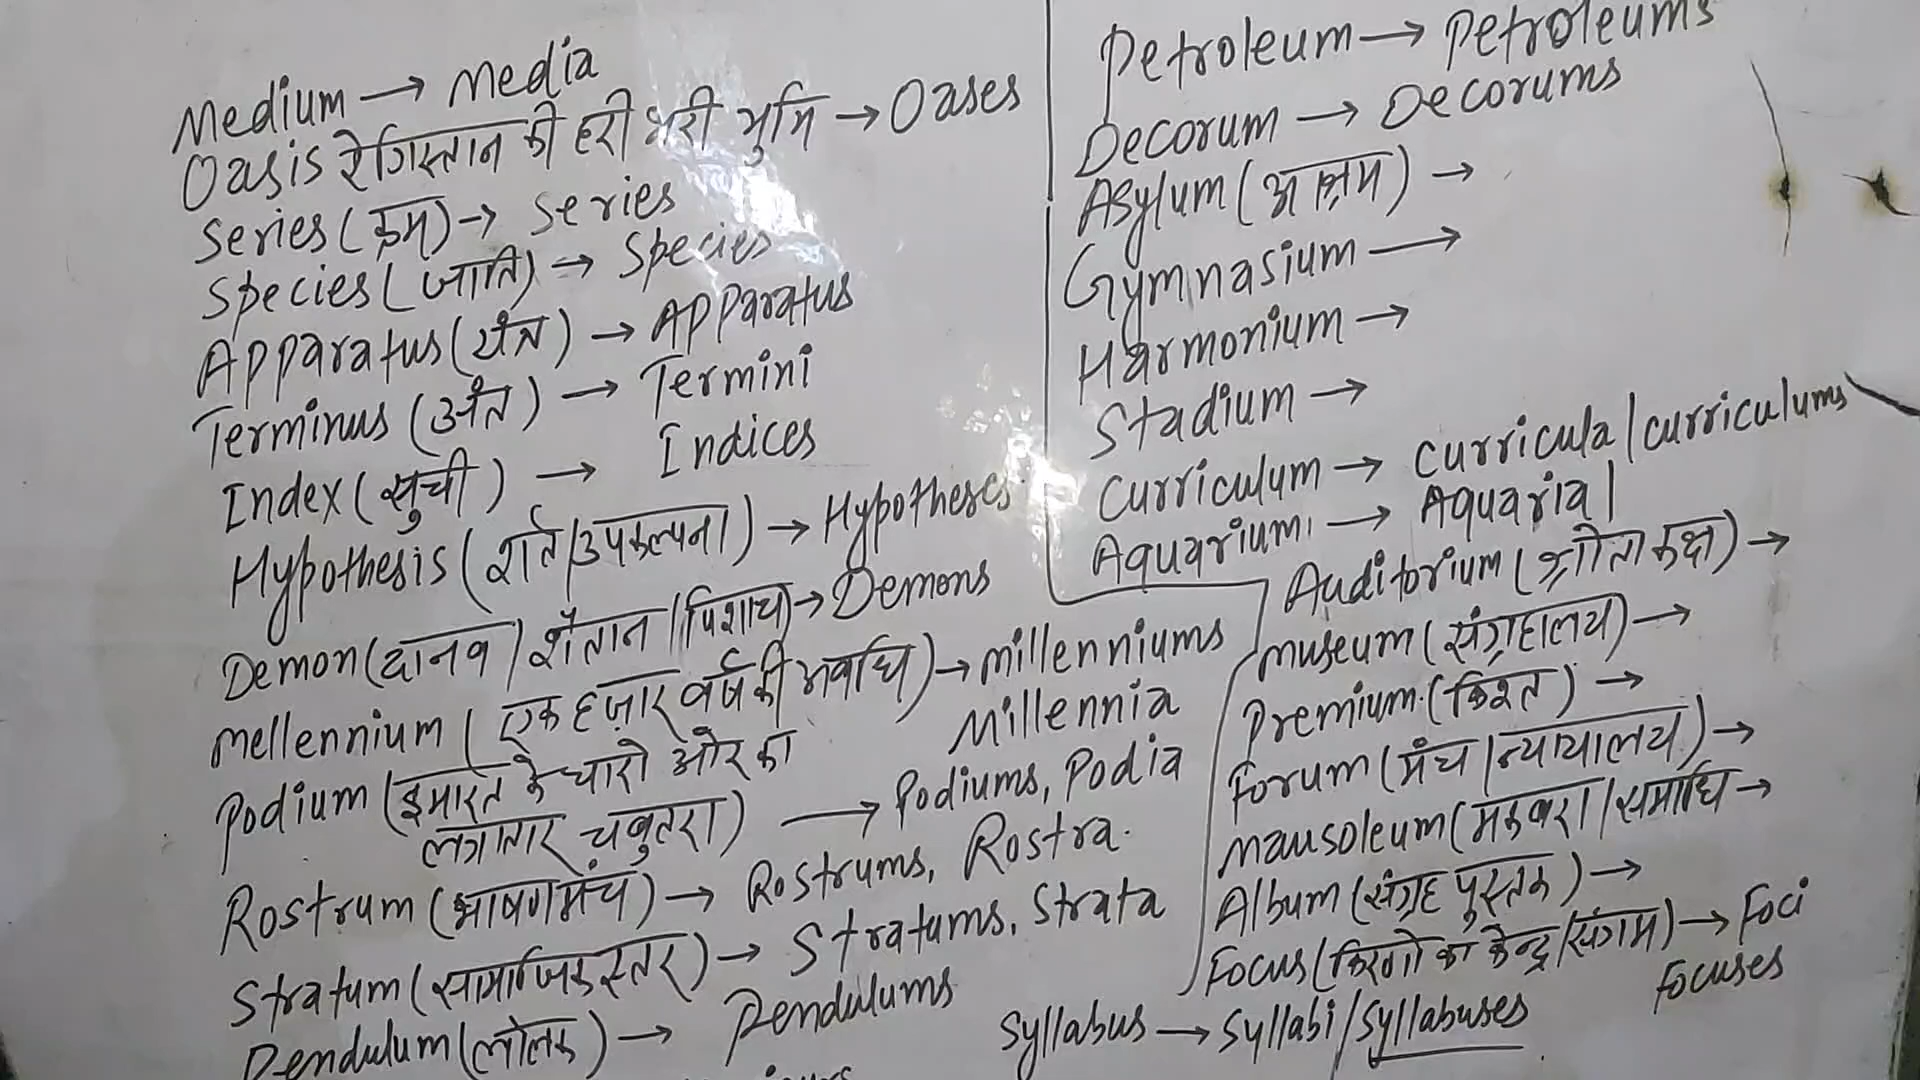 Medium → Media
Oasis रेगिस्तान की हरी भरी भुमि → Oases
Series (क्रम) → Series
Species (जाति) → Species
Apparatus (यंत्र) → Apparatus
Terminus (अंत) → Termini
Index (सुची) → Indices
Hypothesis (शर्त/उपकल्पना) → Hypotheses
Demon (दानव/शैतान/पिशाच) → Demons
Mellennium (एक हज़ार वर्ष की अवधि) → Millenniums
Millennia
Podium (इमारत के चारो ओर का
लगातार चबुतरा) → Podiums, Podia
Rostrum (भाषणमंच) → Rostrums, Rostra.
Stratum (सामाजिक स्तर) → Stratums, Strata
Pendulum (लोलक) → Pendulums
Petroleum → Petroleums
Decorum → Decorums
Asylum (आश्रम) →
Gymnasium →
Harmonium →
Stadium →
Curriculum → Curricula/curriculums
Aquarium → Aquaria/
Auditorium (श्रोता कक्ष) →
Museum (संग्रहालय) →
Premium (किश्त) →
Forum (मंच/न्यायालय) →
Mausoleum (मकबरा/समाधि →
Album (संग्रह पुस्तक) →
Focus (किरणो का केन्द्र/संगम) → Foci
Focuses
Syllabus → Syllabi/Syllabuses